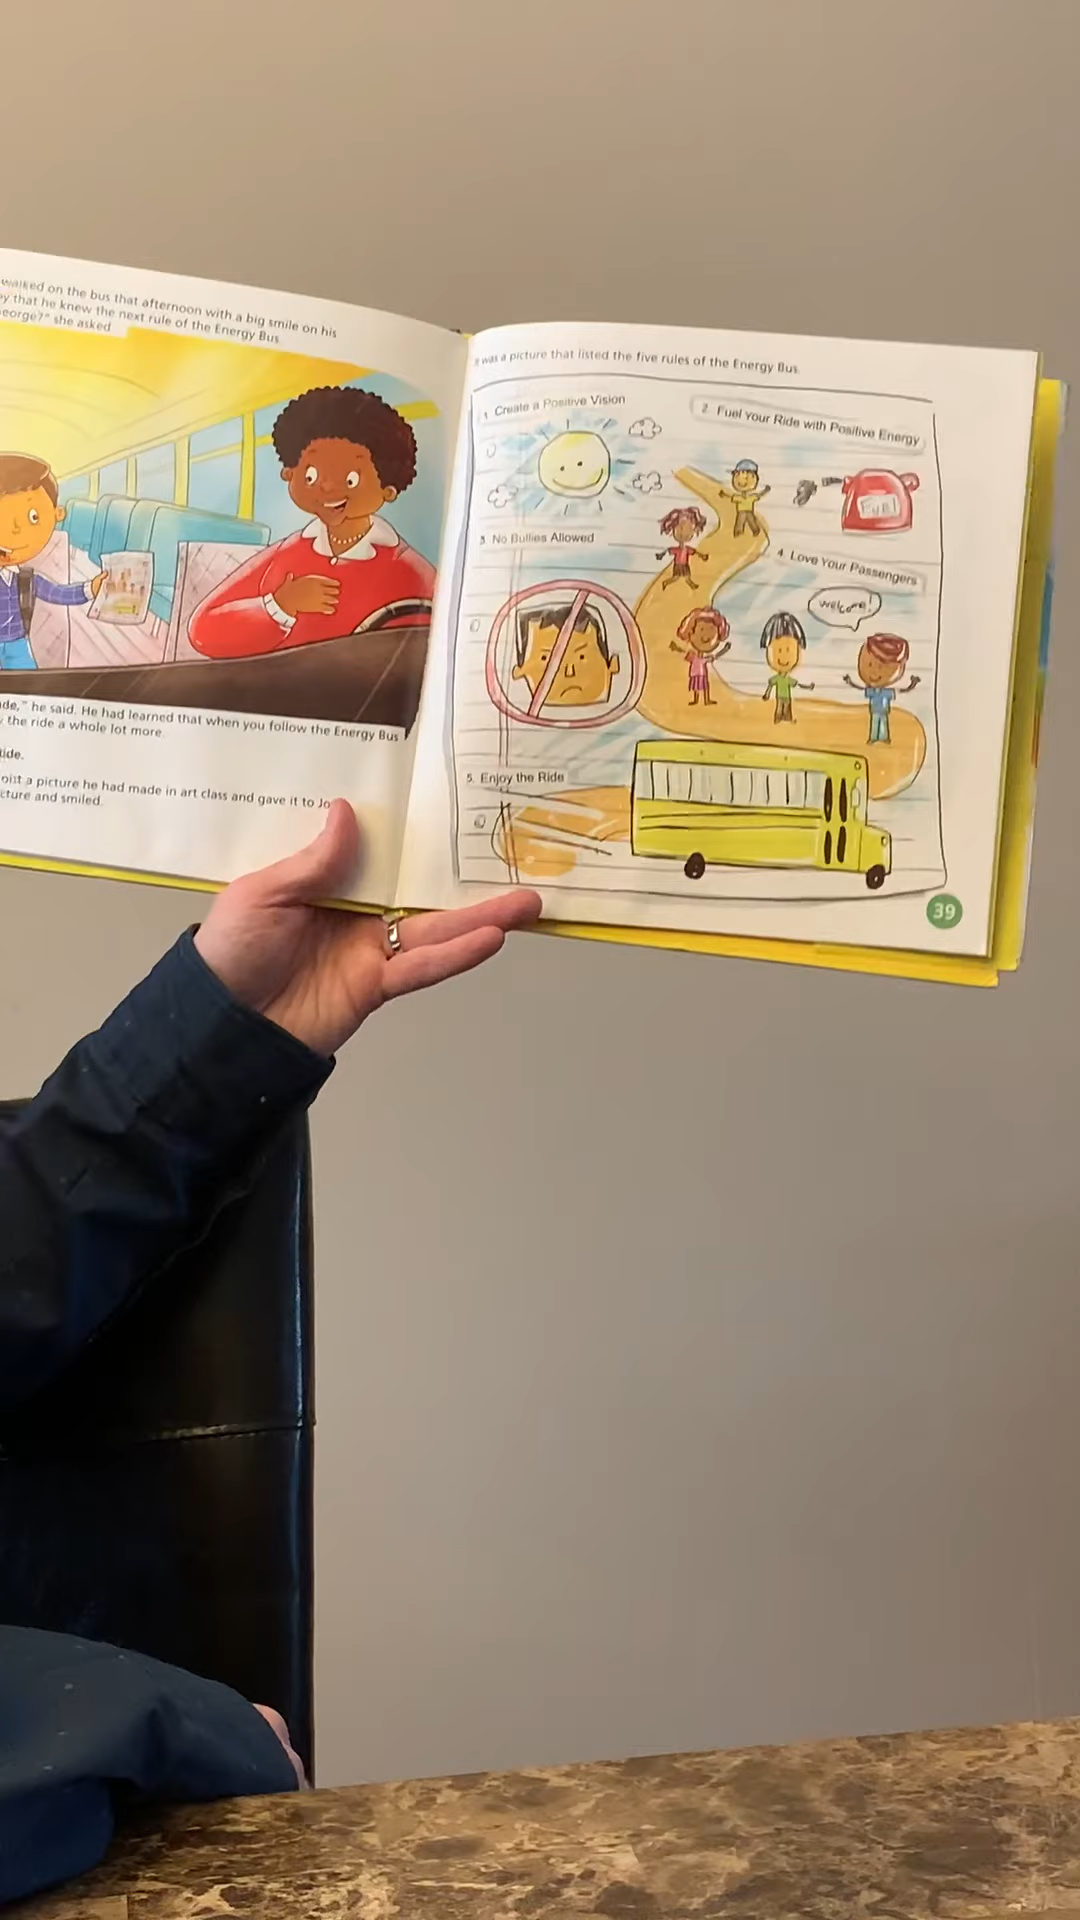 walked on the bus that afternoon with a big smile on his
that he knew the next rule of the Energy Bus.
eorge?" she asked.
de," he said. He had learned that when you follow the Energy Bus
the ride a whole lot more.
ride.
out a picture he had made in art class and gave it to Jo
cture and smiled.
It was a picture that listed the five rules of the Energy Bus.
1. Create a Positive Vision
2. Fuel your Ride with Positive Energy
FuEl
3. No Bullies Allowed
4. Love Your Passengers
welcome!
5. Enjoy the Ride
39